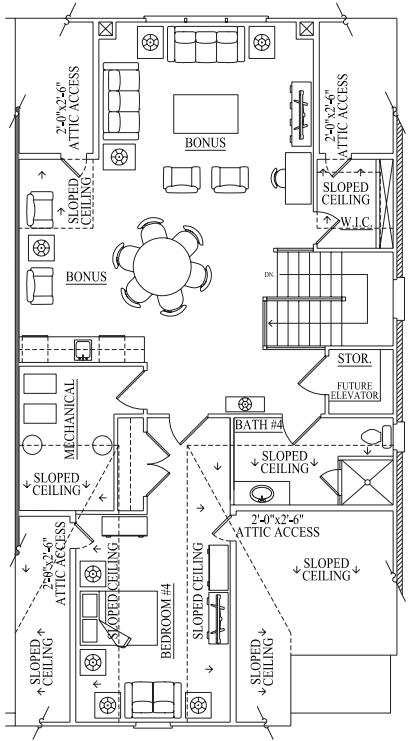 2'-0"x2'-6"
ATTIC ACCESS
2'-0"x2'-6"
ATTIC ACCESS
BONUS
SLOPED
CEILING
SLOPED
CEILING
W.I.C.
BONUS
DN.
STOR.
FUTURE
ELEVATOR
MECHANICAL
BATH #4
SLOPED
CEILING
SLOPED
CEILING
2'-0"x2'-6"
ATTIC ACCESS
2'-0"x2'-6"
ATTIC ACCESS
SLOPED CEILING
SLOPED CEILING
SLOPED
CEILING
BEDROOM #4
SLOPED
CEILING
SLOPED
CEILING